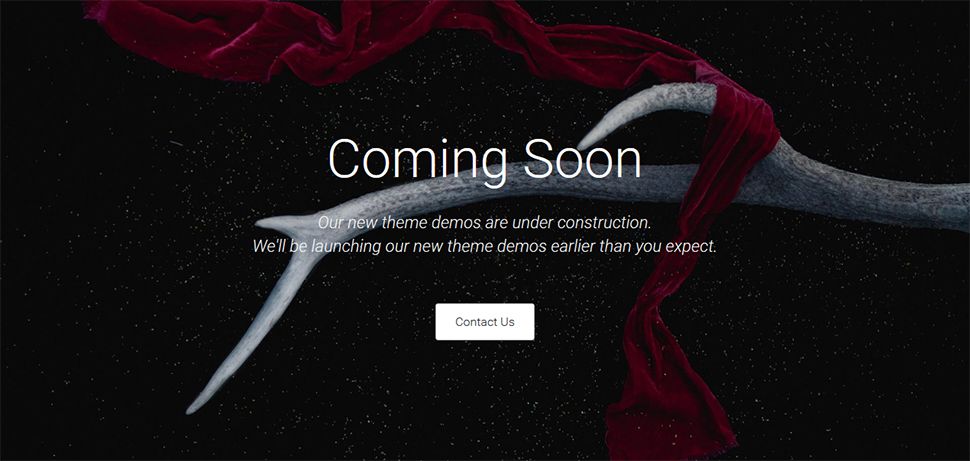 Coming Soon
Our new theme demos are under construction.
We'll be launching our new theme demos earlier than you expect.
Contact Us